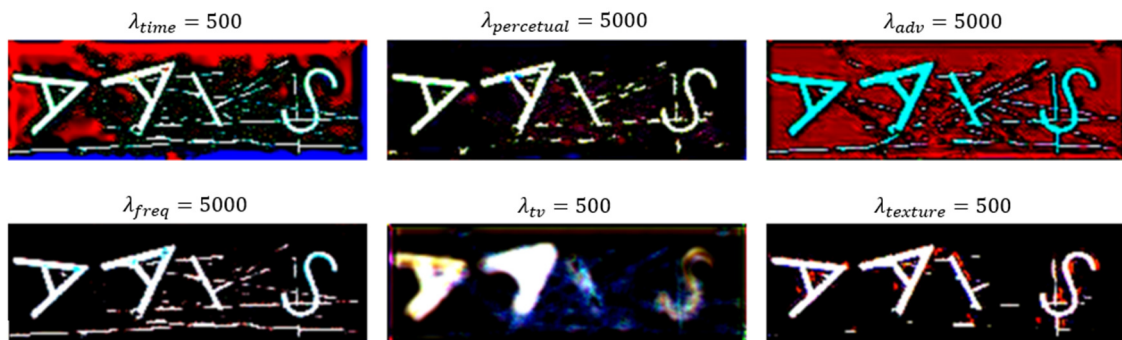 λ_time = 500 λ_percetual = 5000 λ_adv = 5000
A A S A A S A A S
λ_freq = 5000 λ_tv = 500 λ_texture = 500
A A S S A A S